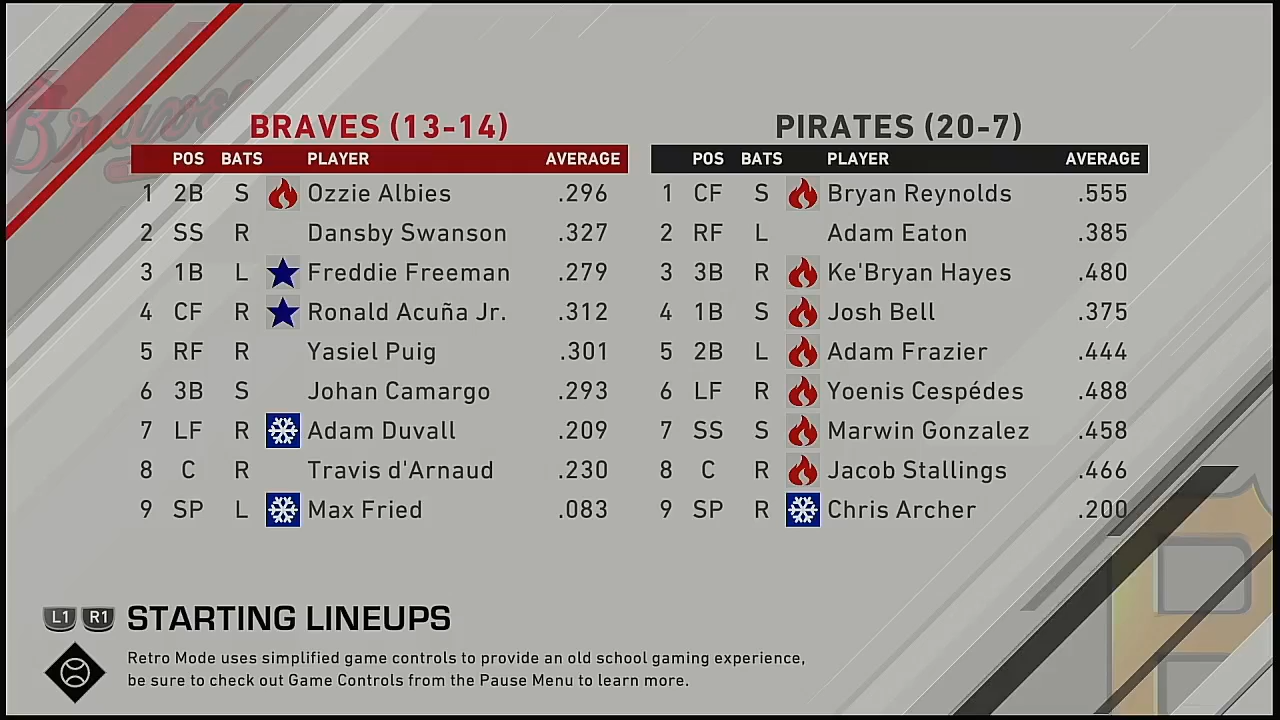 Braves
BRAVES (13-14)
POS BATS PLAYER AVERAGE
1 2B S Ozzie Albies .296
2 SS R Dansby Swanson .327
3 1B L Freddie Freeman .279
4 CF R Ronald Acuña Jr. .312
5 RF R Yasiel Puig .301
6 3B S Johan Camargo .293
7 LF R Adam Duvall .209
8 C R Travis d'Arnaud .230
9 SP L Max Fried .083
PIRATES (20-7)
POS BATS PLAYER AVERAGE
1 CF S Bryan Reynolds .555
2 RF L Adam Eaton .385
3 3B R Ke'Bryan Hayes .480
4 1B S Josh Bell .375
5 2B L Adam Frazier .444
6 LF R Yoenis Cespédes .488
7 SS S Marwin Gonzalez .458
8 C R Jacob Stallings .466
9 SP R Chris Archer .200
P
L1 R1 STARTING LINEUPS
Retro Mode uses simplified game controls to provide an old school gaming experience,
be sure to check out Game Controls from the Pause Menu to learn more.